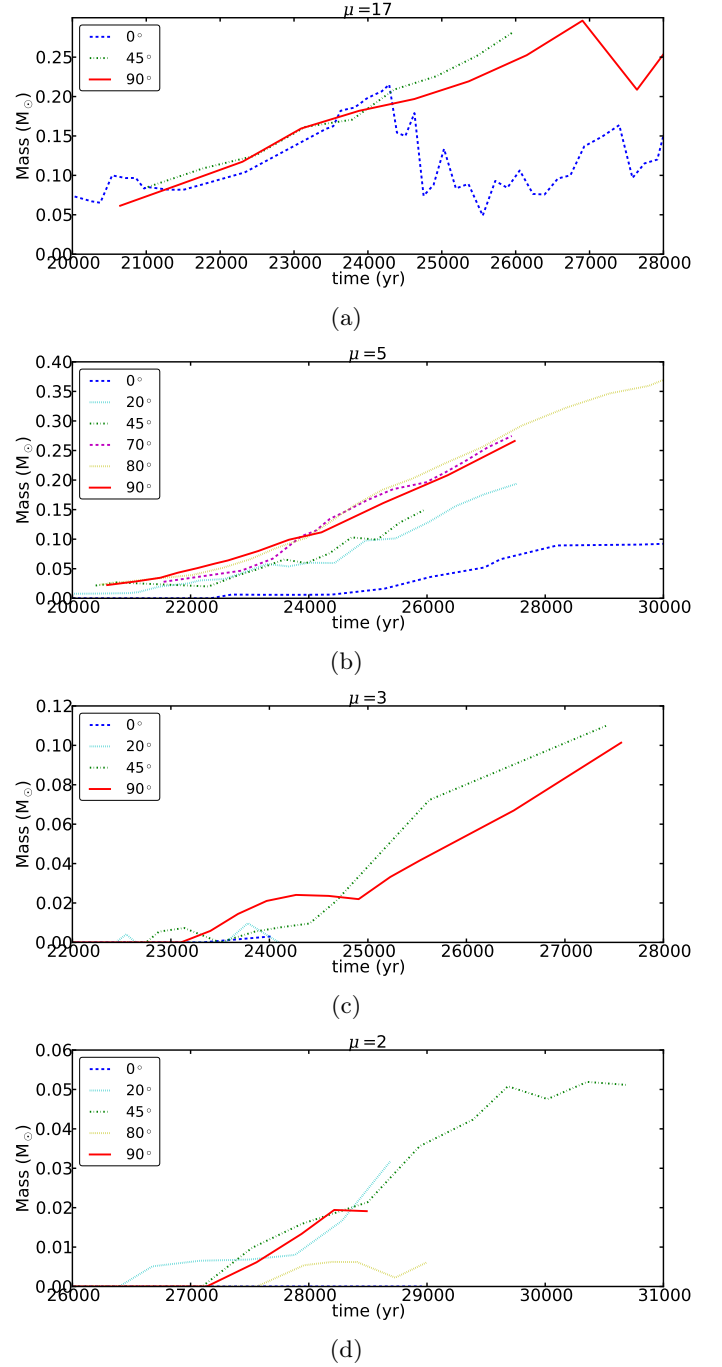 μ=17
Mass (M☉)
0.25
0.20
0.15
0.10
0.05
0.00
0°
45°
90°
20000 21000 22000 23000 24000 25000 26000 27000 28000
time (yr)
(a)
μ=5
Mass (M☉)
0.40
0.35
0.30
0.25
0.20
0.15
0.10
0.05
0.00
0°
20°
45°
70°
80°
90°
20000 22000 24000 26000 28000 30000
time (yr)
(b)
μ=3
Mass (M☉)
0.12
0.10
0.08
0.06
0.04
0.02
0.00
0°
20°
45°
90°
22000 23000 24000 25000 26000 27000 28000
time (yr)
(c)
μ=2
Mass (M☉)
0.06
0.05
0.04
0.03
0.02
0.01
0.00
0°
20°
45°
80°
90°
26000 27000 28000 29000 30000 31000
time (yr)
(d)